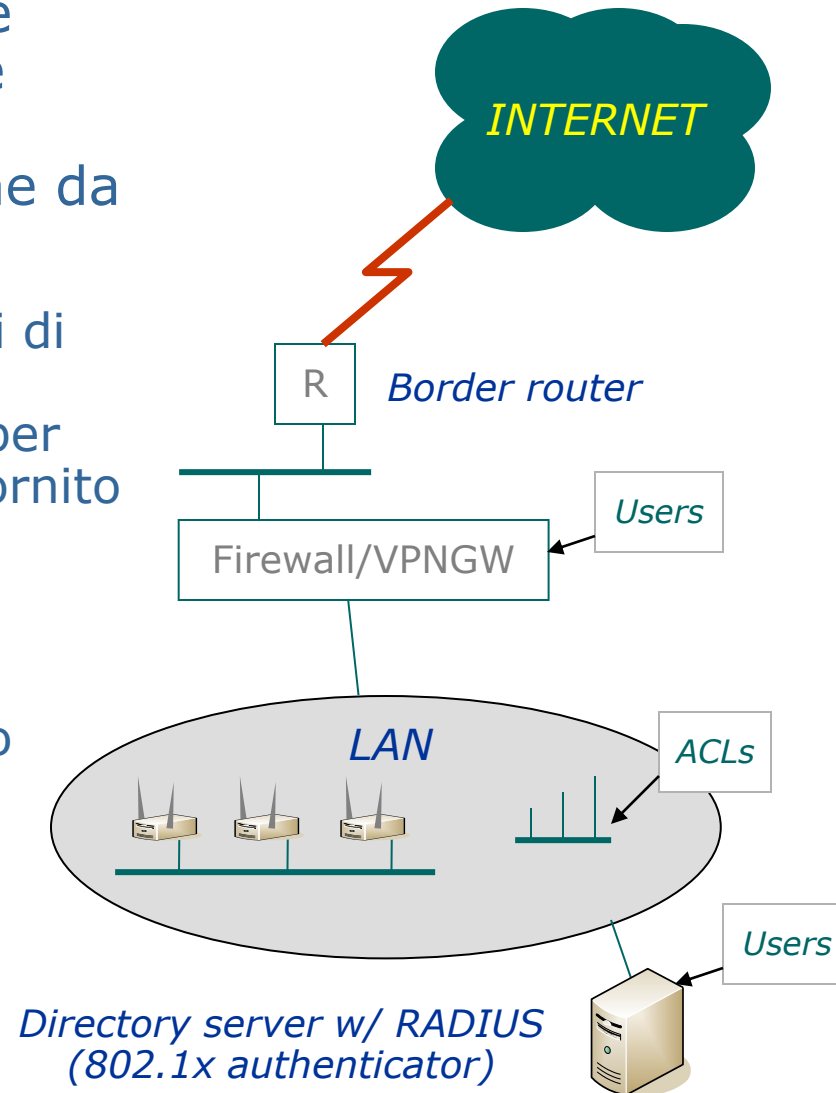 e
e
ne da
i di
per
ornito
o
INTERNET
R
Border router
Users
Firewall/VPNGW
LAN
ACLs
Users
Directory server w/ RADIUS
(802.1x authenticator)